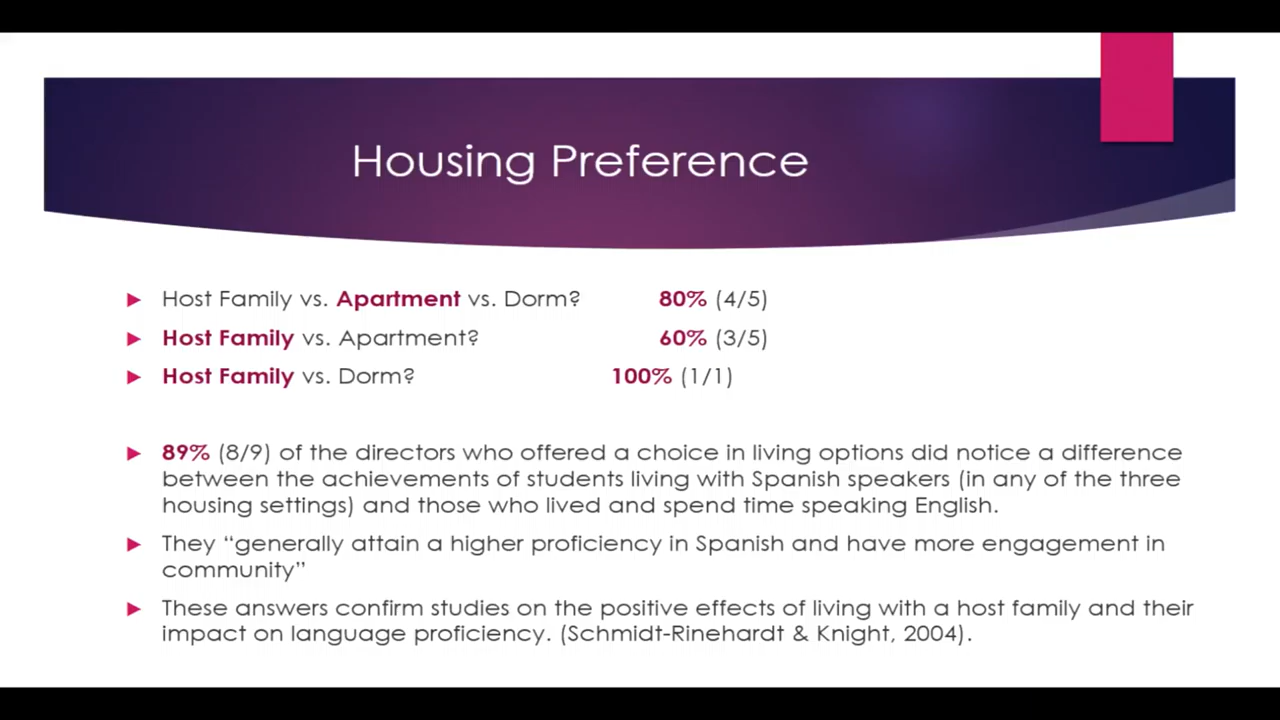 Housing Preference
Host Family vs. Apartment vs. Dorm? 80% (4/5)
Host Family vs. Apartment? 60% (3/5)
Host Family vs. Dorm? 100% (1/1)
89% (8/9) of the directors who offered a choice in living options did notice a difference
between the achievements of students living with Spanish speakers (in any of the three
housing settings) and those who lived and spend time speaking English.
They “generally attain a higher proficiency in Spanish and have more engagement in
community”
These answers confirm studies on the positive effects of living with a host family and their
impact on language proficiency. (Schmidt-Rinehardt & Knight, 2004).